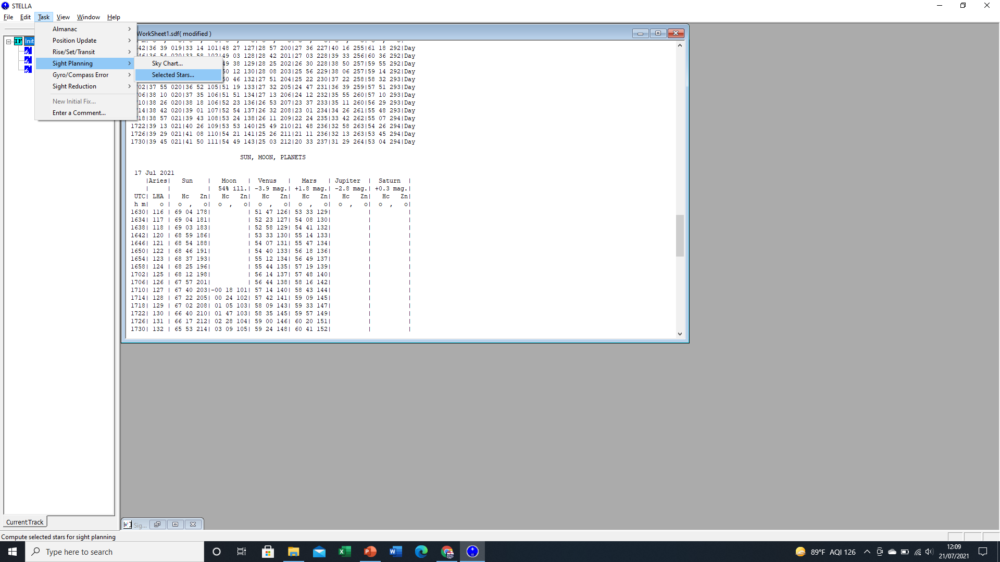 STELLA
File Edit Task View Window Help
Almanac
Position Update
Rise/Set/Transit
Sight Planning
Gyro/Compass Error
Sight Reduction
New Initial Fix...
Enter a Comment...
Sky Chart...
Selected Stars...
IF Init
WorkSheet1.sdf( modified )
642|36 39 019|33 14 101|48 27 127|28 57 200|27 36 227|40 16 255|61 18 292|Day
49 03 128|28 42 201|27 03 228|39 33 256|60 36 292|Day
49 38 129|28 25 202|26 30 228|38 50 257|59 55 292|Day
50 12 130|28 08 203|25 56 229|38 06 257|59 14 292|Day
50 46 132|27 51 204|25 22 230|37 22 258|58 32 293|Day
702|37 55 020|36 52 105|51 19 133|27 32 205|24 47 231|36 39 259|57 51 293|Day
706|38 10 020|37 35 106|51 51 134|27 13 206|24 12 232|35 55 260|57 10 293|Day
710|38 26 020|38 18 106|52 23 136|26 53 207|23 37 233|35 11 260|56 29 293|Day
714|38 42 020|39 01 107|52 54 137|26 32 208|23 01 234|34 26 261|55 48 293|Day
718|38 57 021|39 43 108|53 24 138|26 11 209|22 24 235|33 42 262|55 07 294|Day
1722|39 13 021|40 26 109|53 53 140|25 49 210|21 48 236|32 58 263|54 26 294|Day
1726|39 29 021|41 08 110|54 21 141|25 26 211|21 11 236|32 13 263|53 45 294|Day
1730|39 45 021|41 50 111|54 49 143|25 03 212|20 33 237|31 29 264|53 04 294|Day
SUN, MOON, PLANETS
17 Jul 2021
|Aries| Sun | Moon | Venus | Mars | Jupiter | Saturn |
| | | 54% ill.| -3.9 mag.| +1.8 mag.| -2.8 mag.| +0.3 mag.|
UTC| LHA | Hc Zn| Hc Zn| Hc Zn| Hc Zn| Hc Zn| Hc Zn|
h m| o | o , o| o , o| o , o| o , o| o , o| o , o|
1630| 116 | 69 04 178| | 51 47 126| 53 33 129| | |
1634| 117 | 69 04 181| | 52 23 127| 54 08 130| | |
1638| 118 | 69 03 183| | 52 58 129| 54 41 132| | |
1642| 120 | 68 59 186| | 53 33 130| 55 14 133| | |
1646| 121 | 68 54 188| | 54 07 131| 55 47 134| | |
1650| 122 | 68 46 191| | 54 40 133| 56 18 136| | |
1654| 123 | 68 37 193| | 55 12 134| 56 49 137| | |
1658| 124 | 68 25 196| | 55 44 135| 57 19 139| | |
1702| 125 | 68 12 198| | 56 14 137| 57 48 140| | |
1706| 126 | 67 57 201| | 56 44 138| 58 16 142| | |
1710| 127 | 67 40 203|-00 18 101| 57 14 140| 58 43 144| | |
1714| 128 | 67 22 205| 00 24 102| 57 42 141| 59 09 145| | |
1718| 129 | 67 02 208| 01 05 103| 58 09 143| 59 33 147| | |
1722| 130 | 66 40 210| 01 47 103| 58 35 145| 59 57 149| | |
1726| 131 | 66 17 212| 02 28 104| 59 00 146| 60 20 151| | |
1730| 132 | 65 53 214| 03 09 105| 59 24 148| 60 41 152| | |
CurrentTrack
Sig...
Compute selected stars for sight planning
Type here to search
89°F AQI 126
12:09
21/07/2021